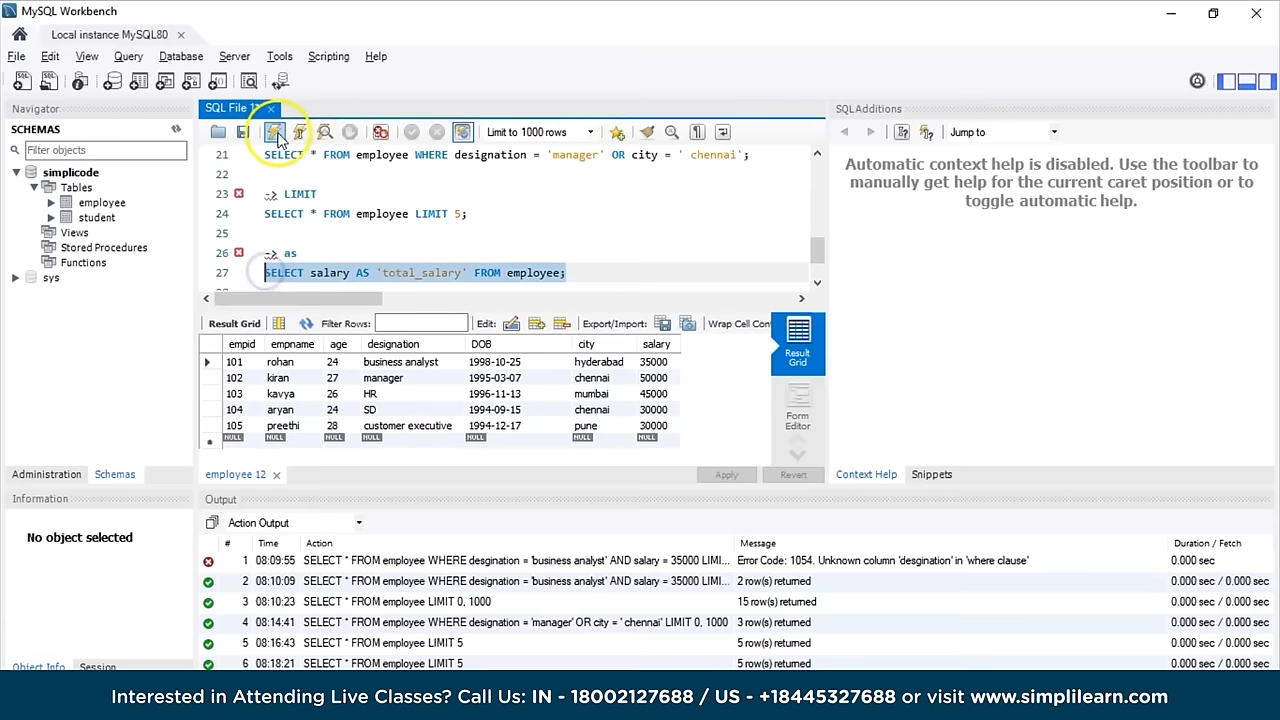 MySQL Workbench
Local instance MySQL80
File Edit View Query Database Server Tools Scripting Help
Navigator
SCHEMAS
Filter objects
simplicode
Tables
employee
student
Views
Stored Procedures
Functions
sys
Administration Schemas
Information
No object selected
Object Info Session
SQL File
Limit to 1000 rows
21 SELECT * FROM employee WHERE designation = 'manager' OR city = ' chennai';
22
23 -> LIMIT
24 SELECT * FROM employee LIMIT 5;
25
26 -> as
27 SELECT salary AS 'total_salary' FROM employee;
Result Grid Filter Rows: Edit: Export/Import: Wrap Cell Con
empid empname age designation DOB city salary
101 rohan 24 business analyst 1998-10-25 hyderabad 35000
102 kiran 27 manager 1995-03-07 chennai 50000
103 kavya 26 HR 1996-11-13 mumbai 45000
104 aryan 24 SD 1994-09-15 chennai 30000
105 preethi 28 customer executive 1994-12-17 pune 30000
NULL NULL NULL NULL NULL NULL NULL
Result
Grid
Form
Editor
employee 12
Apply Revert
SQLAdditions
Jump to
Automatic context help is disabled. Use the toolbar to
manually get help for the current caret position or to
toggle automatic help.
Context Help Snippets
Output
Action Output
# Time Action Message Duration / Fetch
1 08:09:55 SELECT * FROM employee WHERE desgination = 'business analyst' AND salary = 35000 LIMI... Error Code: 1054. Unknown column 'desgination' in 'where clause' 0.000 sec
2 08:10:09 SELECT * FROM employee WHERE designation = 'business analyst' AND salary = 35000 LIMI... 2 row(s) returned 0.000 sec / 0.000 sec
3 08:10:23 SELECT * FROM employee LIMIT 0, 1000 15 row(s) returned 0.000 sec / 0.000 sec
4 08:14:41 SELECT * FROM employee WHERE designation = 'manager' OR city = ' chennai' LIMIT 0, 1000 3 row(s) returned 0.000 sec / 0.000 sec
5 08:16:43 SELECT * FROM employee LIMIT 5 5 row(s) returned 0.000 sec / 0.000 sec
6 08:18:21 SELECT * FROM employee LIMIT 5 5 row(s) returned 0.000 sec / 0.000 sec
Interested in Attending Live Classes? Call Us: IN - 18002127688 / US - +18445327688 or visit www.simplilearn.com